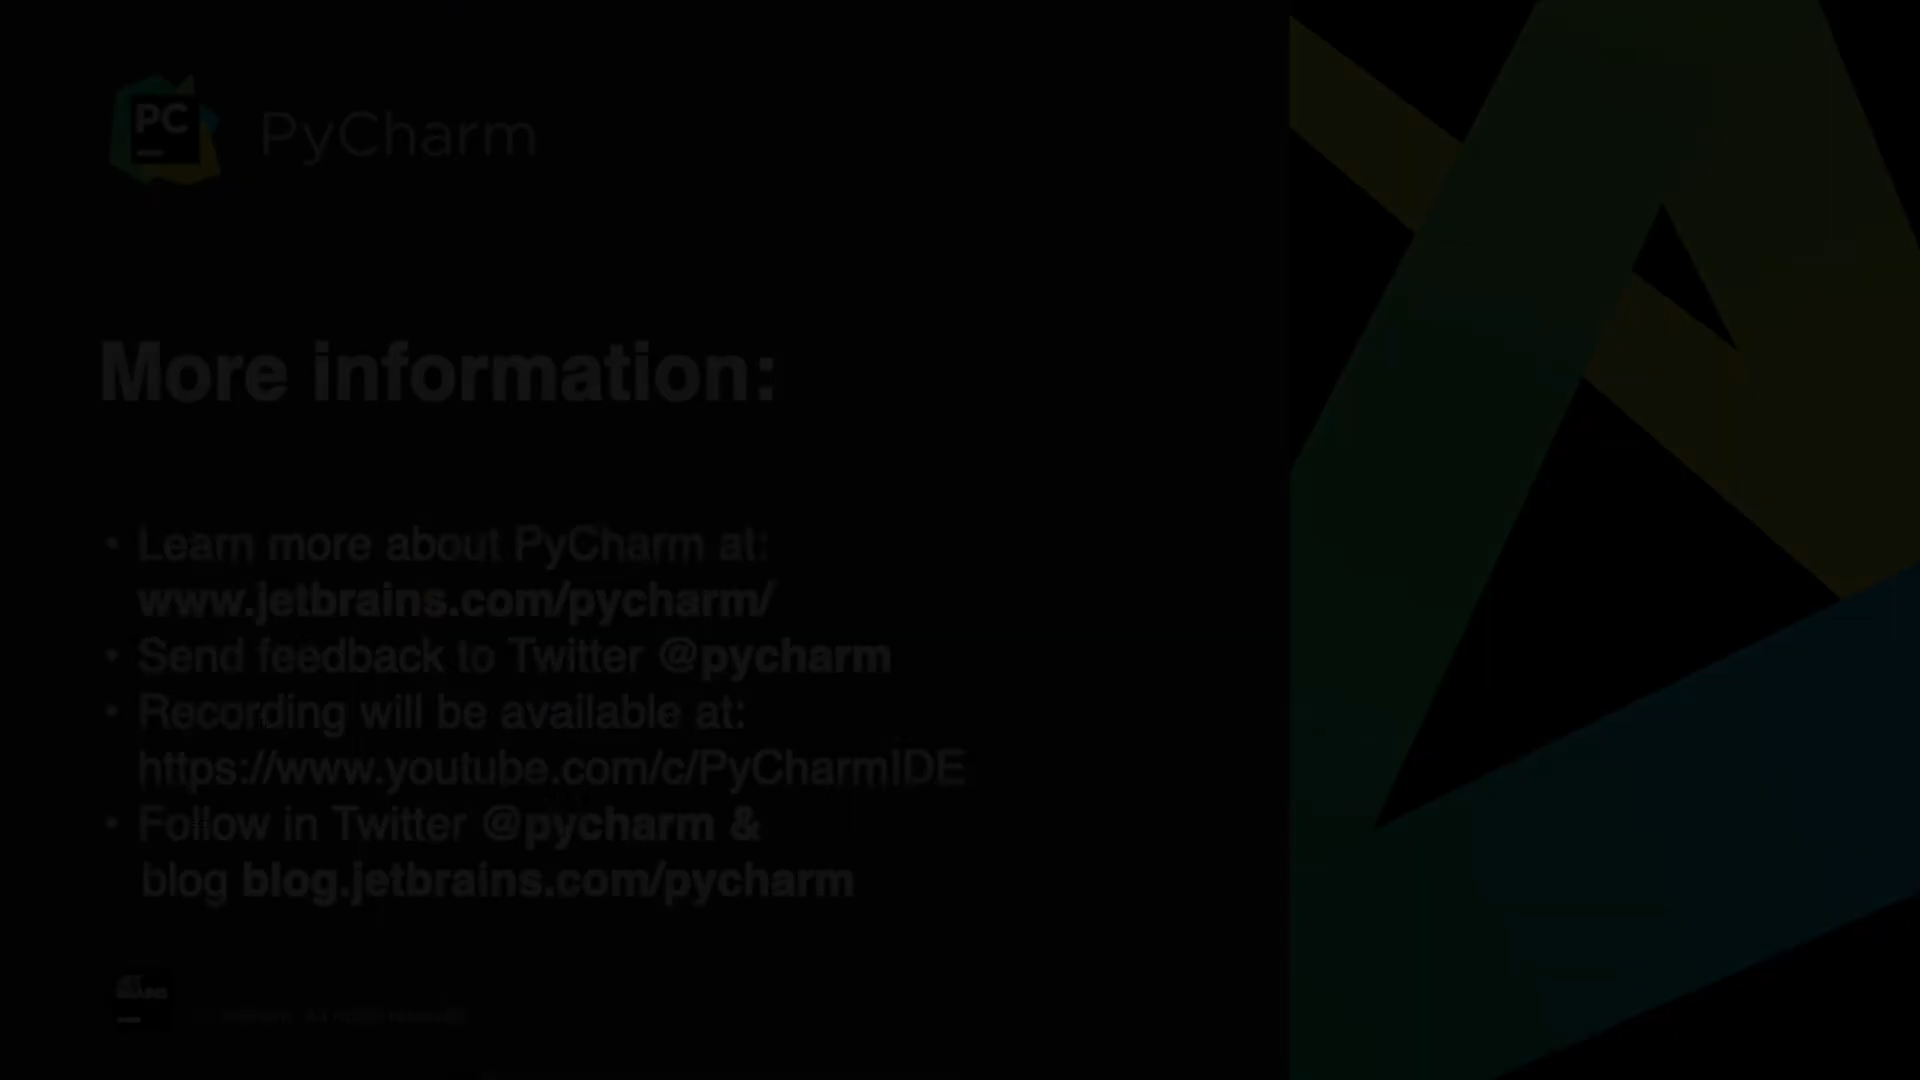 PC
PyCharm
More information:
• Learn more about PyCharm at:
www.jetbrains.com/pycharm/
• Send feedback to Twitter @pycharm
• Recording will be available at:
https://www.youtube.com/c/PyCharmIDE
• Follow in Twitter @pycharm &
blog blog.jetbrains.com/pycharm